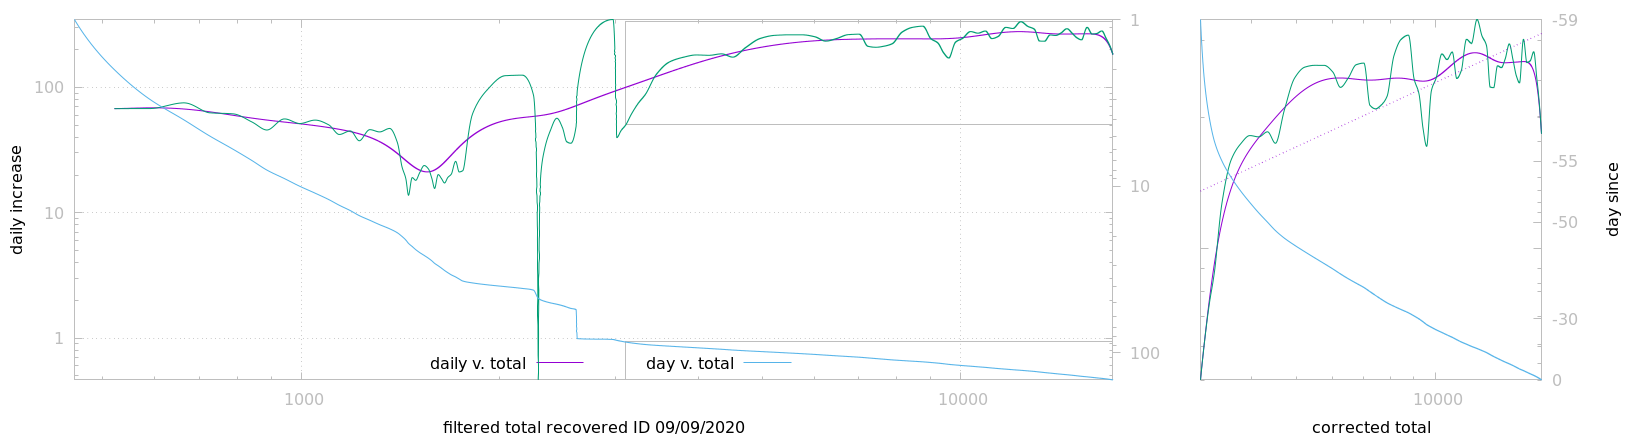 daily increase
100
10
1
1000
10000
1
10
100
daily v. total
day v. total
filtered total recovered ID 09/09/2020
-59
-55
-50
-30
0
day since
10000
corrected total